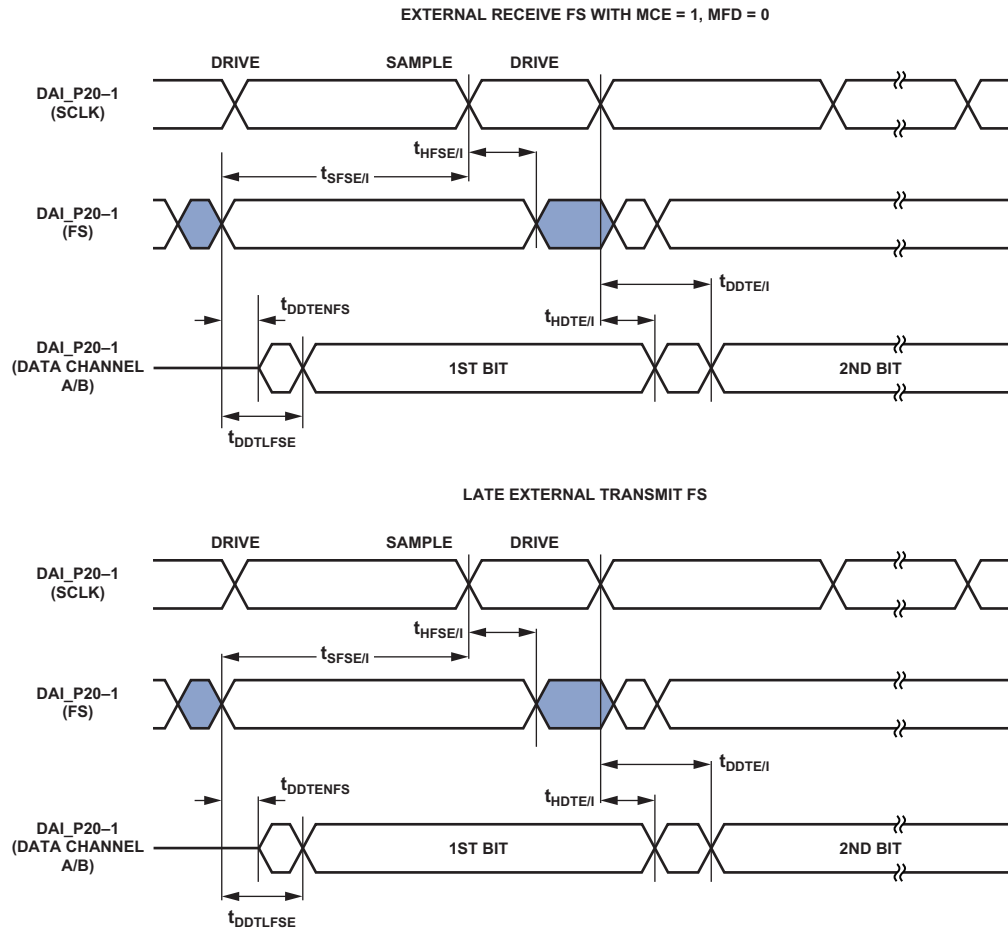 EXTERNAL RECEIVE FS WITH MCE = 1, MFD = 0
DRIVE SAMPLE DRIVE
DAI_P20–1
(SCLK)
tHFSE/I
tSFSE/I
DAI_P20–1
(FS)
tDDTE/I
tDDTENFS
tHDTE/I
DAI_P20–1
(DATA CHANNEL
A/B)
1ST BIT 2ND BIT
tDDTLFSE
LATE EXTERNAL TRANSMIT FS
DRIVE SAMPLE DRIVE
DAI_P20–1
(SCLK)
tHFSE/I
tSFSE/I
DAI_P20–1
(FS)
tDDTE/I
tDDTENFS
tHDTE/I
DAI_P20–1
(DATA CHANNEL
A/B)
1ST BIT 2ND BIT
tDDTLFSE